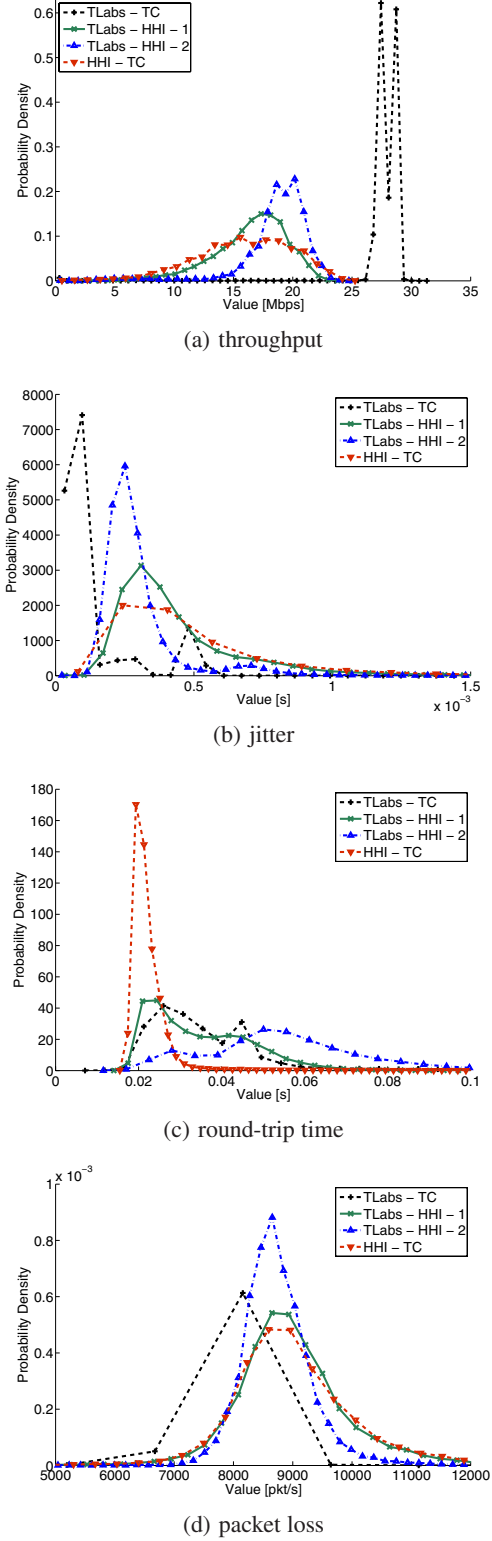 0.6
0.5
0.4
0.3
0.2
0.1
0
Probability Density
TLabs – TC
TLabs – HHI – 1
TLabs – HHI – 2
HHI – TC
0 5 10 15 20 25 30 35
Value [Mbps]
(a) throughput
8000
7000
6000
5000
4000
3000
2000
1000
0
Probability Density
TLabs – TC
TLabs – HHI – 1
TLabs – HHI – 2
HHI – TC
0 0.5 1 1.5
Value [s]
x 10⁻³
(b) jitter
180
160
140
120
100
80
60
40
20
0
Probability Density
TLabs – TC
TLabs – HHI – 1
TLabs – HHI – 2
HHI – TC
0 0.02 0.04 0.06 0.08 0.1
Value [s]
(c) round-trip time
x 10⁻³
1
0.8
0.6
0.4
0.2
0
Probability Density
TLabs – TC
TLabs – HHI – 1
TLabs – HHI – 2
HHI – TC
5000 6000 7000 8000 9000 10000 11000 12000
Value [pkt/s]
(d) packet loss